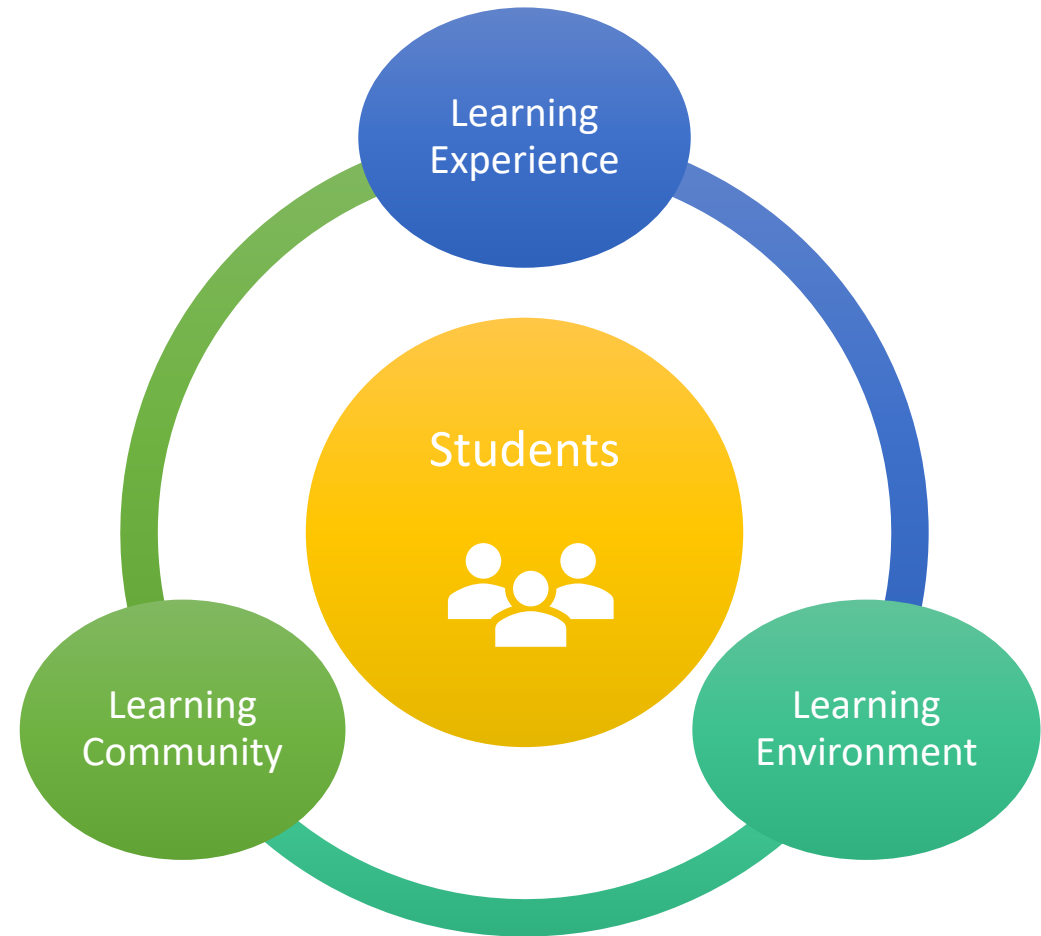 Learning
Experience
Students
Learning
Community
Learning
Environment